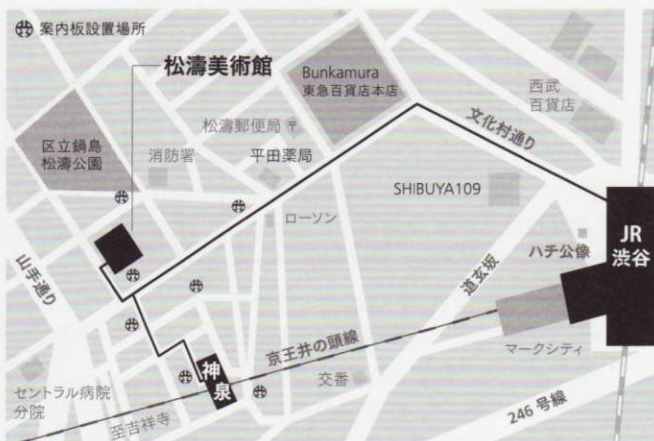 案内板設置場所
松濤美術館
Bunkamura
東急百貨店本店
西武
百貨店
松濤郵便局 〒
文化村通り
区立鍋島
松濤公園
消防署
平田薬局
SHIBUYA109
ローソン
ハチ公像
JR
渋谷
山手通り
道玄坂
京王井の頭線
マークシティ
神泉
交番
セントラル病院
分院
至吉祥寺
246号線